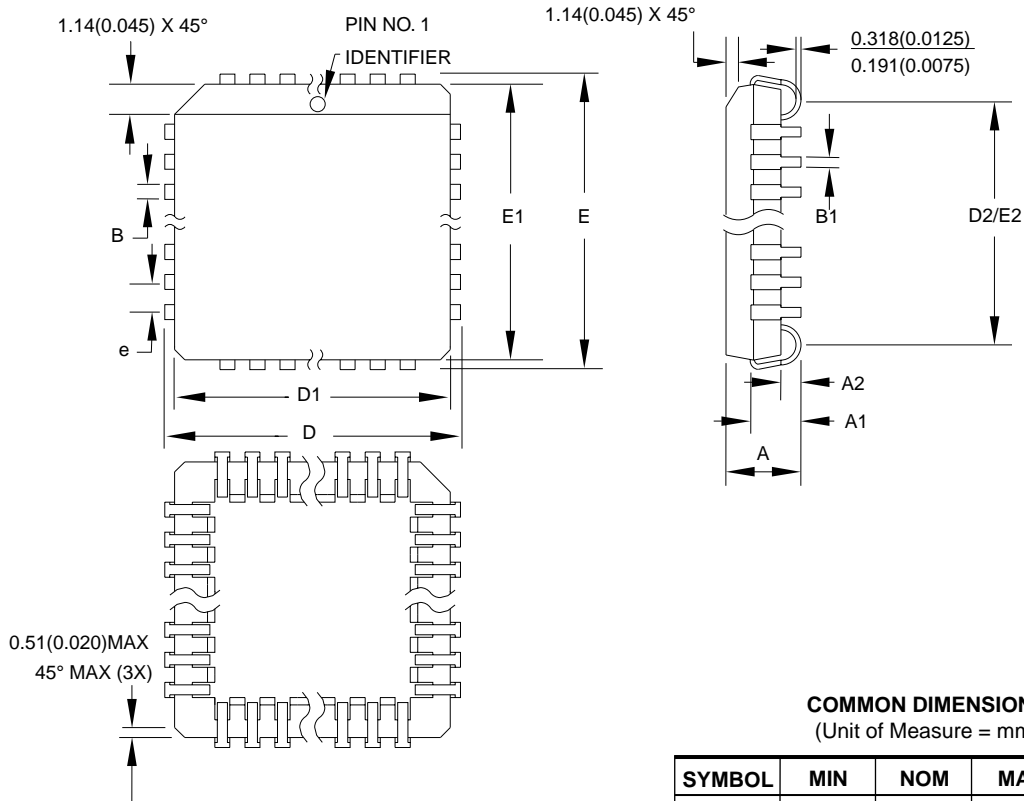 1.14(0.045) X 45°
PIN NO. 1
IDENTIFIER
1.14(0.045) X 45°
0.318(0.0125)
0.191(0.0075)
B
e
E1
E
B1
D2/E2
D1
D
A2
A1
A
0.51(0.020)MAX
45° MAX (3X)
COMMON DIMENSION
(Unit of Measure = mm
SYMBOL MIN NOM MA